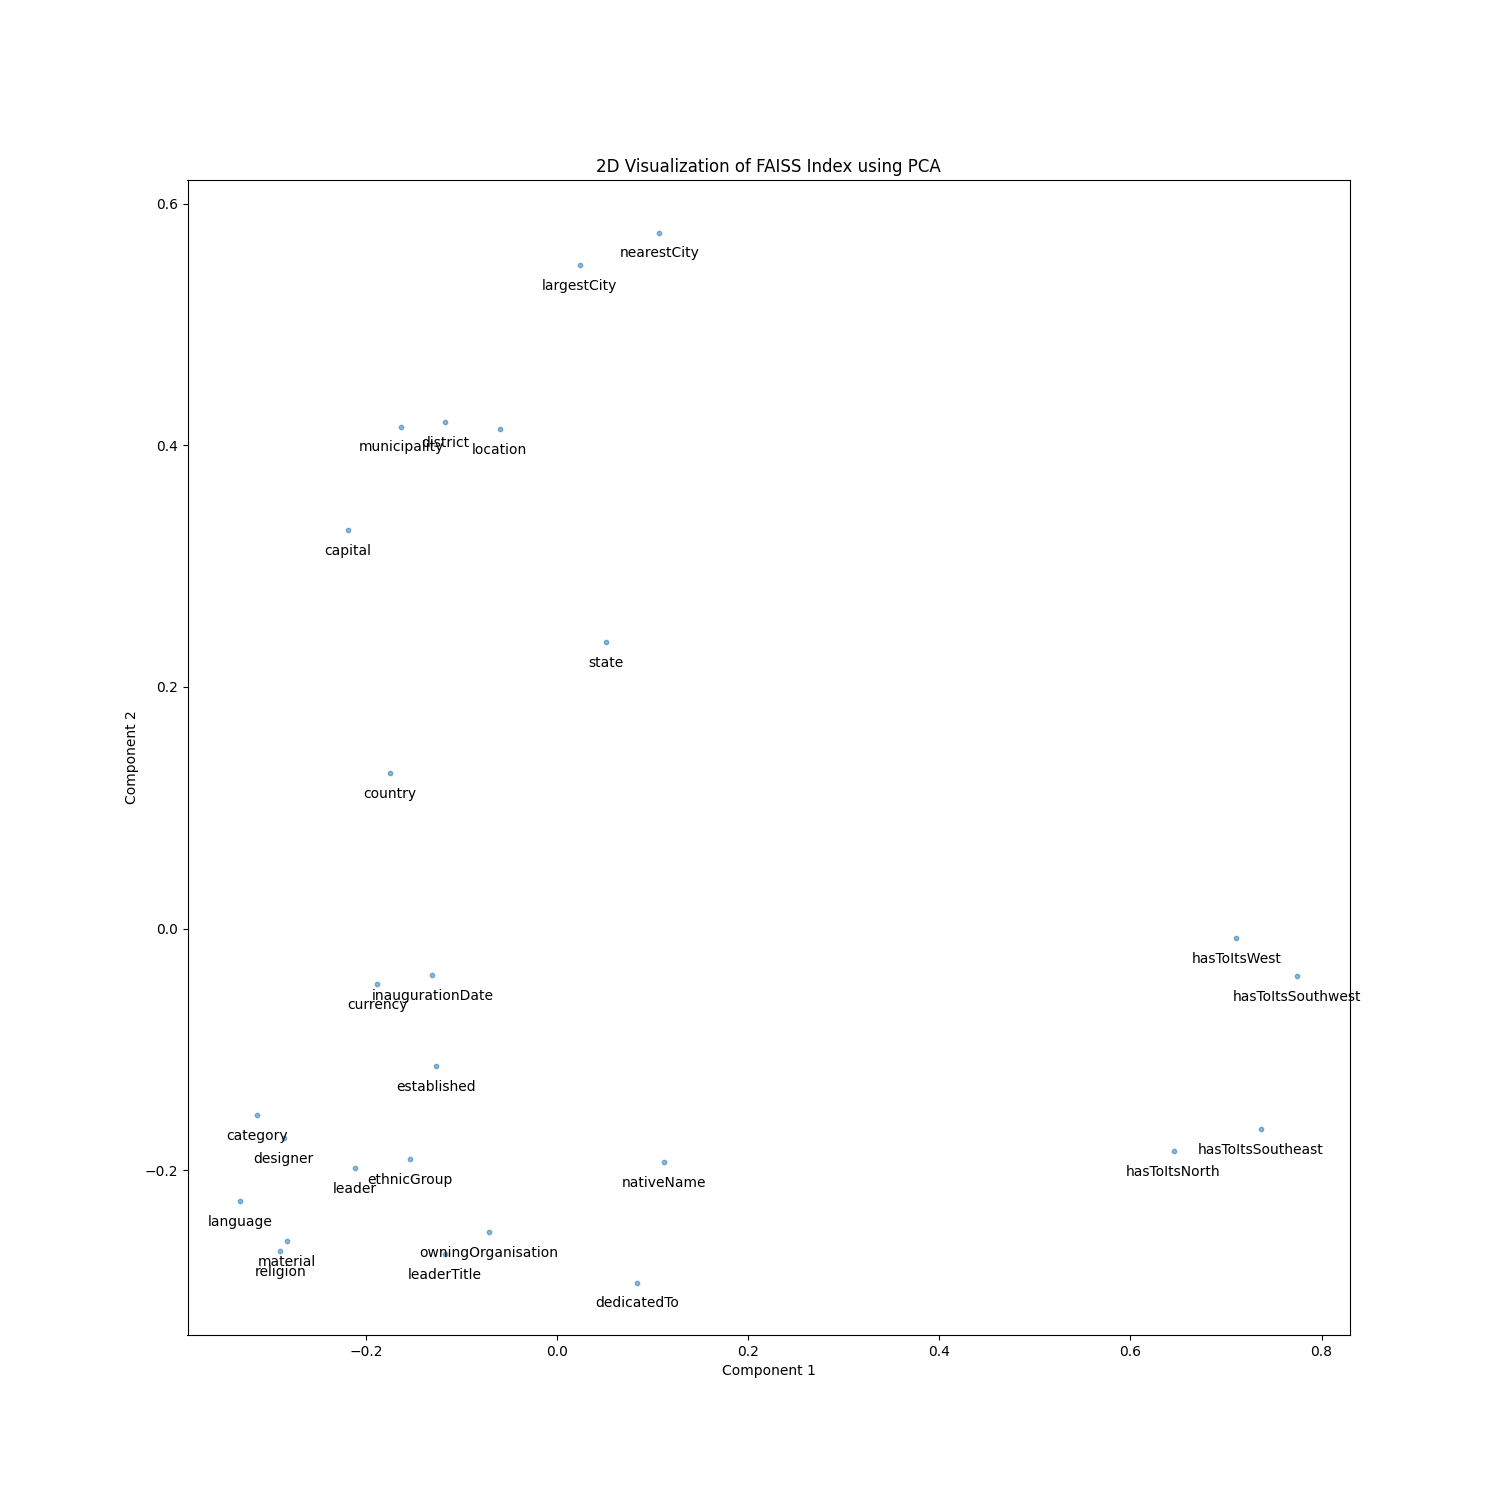 2D Visualization of FAISS Index using PCA
0.6
nearestCity
largestCity
0.4
municipality
district
location
capital
state
0.2
Component 2
country
0.0
hasToItsWest
inaugurationDate
hasToItsSouthwest
currency
established
category
hasToItsSoutheast
designer
−0.2
hasToItsNorth
ethnicGroup
nativeName
leader
language
owningOrganisation
material
religion
leaderTitle
dedicatedTo
−0.2
0.0
0.2
0.4
0.6
0.8
Component 1